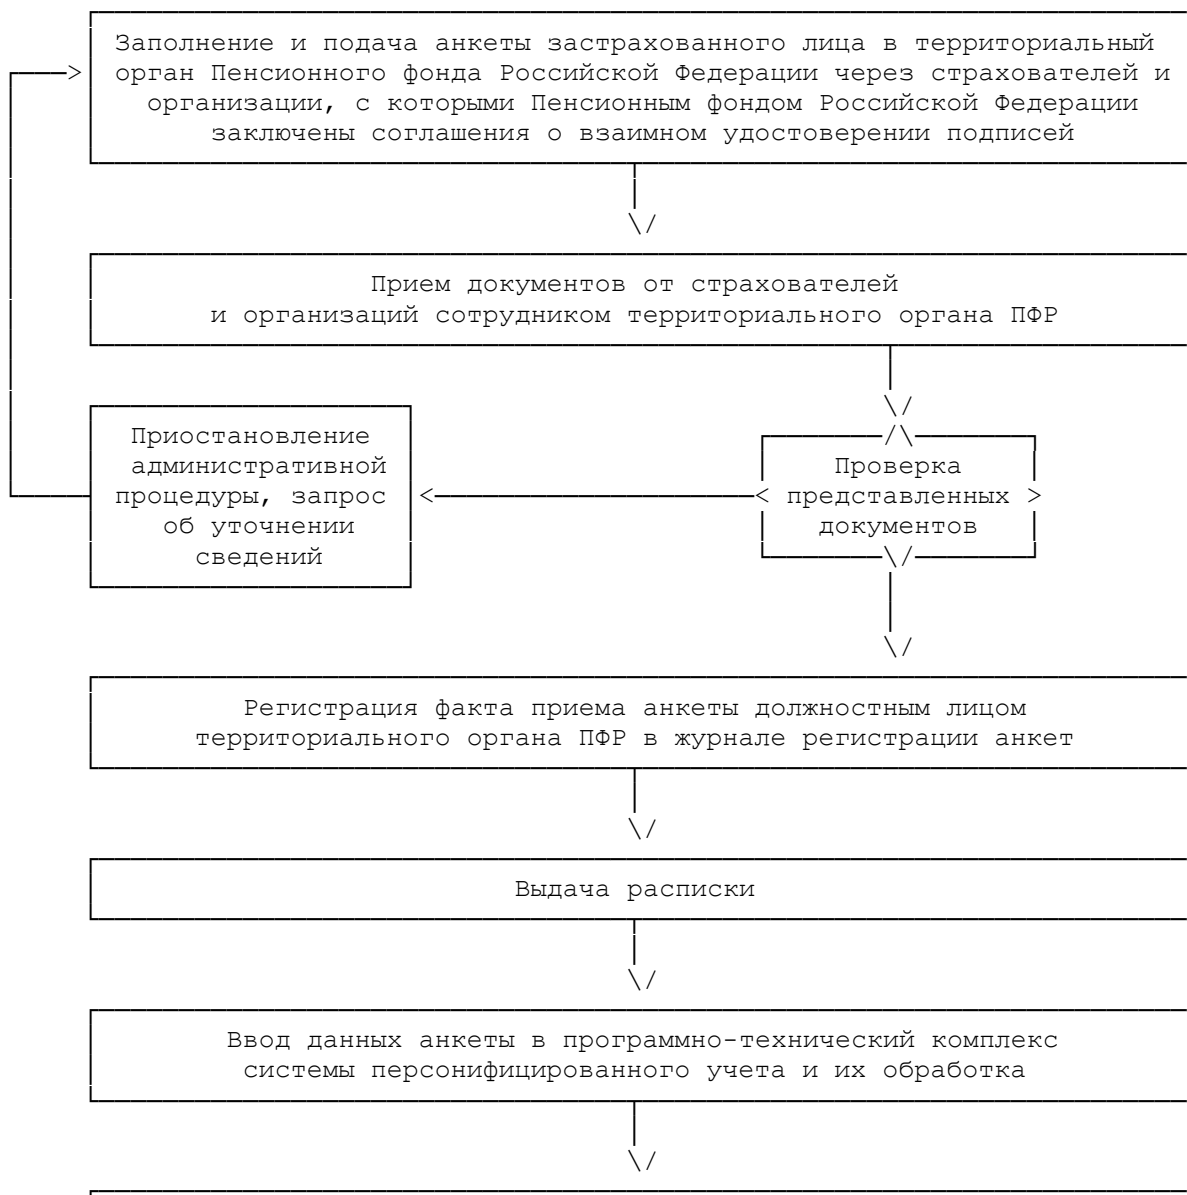 Заполнение и подача анкеты застрахованного лица в территориальный
орган Пенсионного фонда Российской Федерации через страхователей и
организации, с которыми Пенсионным фондом Российской Федерации
заключены соглашения о взаимном удостоверении подписей
Прием документов от страхователей
и организаций сотрудником территориального органа ПФР
Приостановление
административной
процедуры, запрос
об уточнении
сведений
Проверка
представленных
документов
Регистрация факта приема анкеты должностным лицом
территориального органа ПФР в журнале регистрации анкет
Выдача расписки
Ввод данных анкеты в программно-технический комплекс
системы персонифицированного учета и их обработка